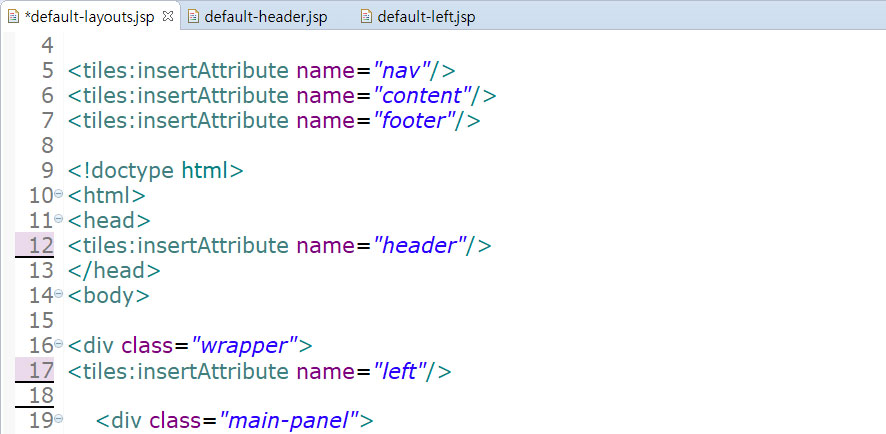 *default-layouts.jsp default-header.jsp default-left.jsp
4
5 <tiles:insertAttribute name="nav"/>
6 <tiles:insertAttribute name="content"/>
7 <tiles:insertAttribute name="footer"/>
8
9 <!doctype html>
10 <html>
11 <head>
12 <tiles:insertAttribute name="header"/>
13 </head>
14 <body>
15
16 <div class="wrapper">
17 <tiles:insertAttribute name="left"/>
18
19 <div class="main-panel">